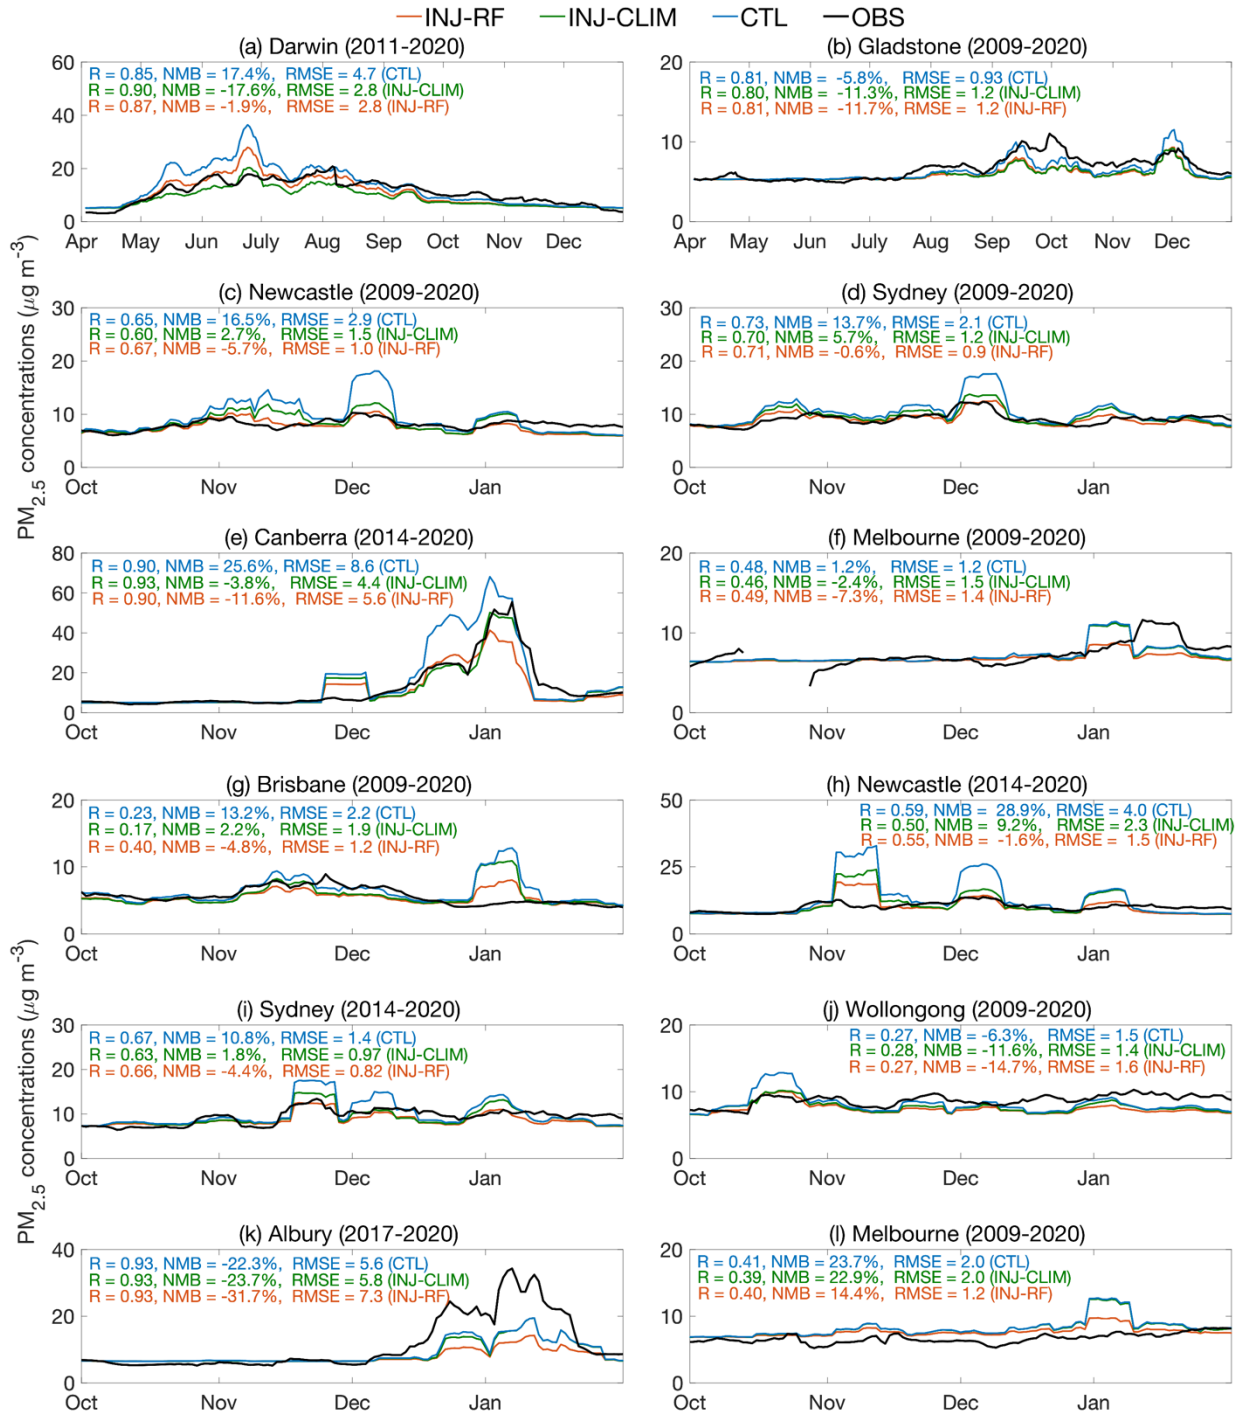 INJ-RF INJ-CLIM CTL OBS
(a) Darwin (2011-2020)
R = 0.85, NMB = 17.4%, RMSE = 4.7 (CTL)
R = 0.90, NMB = -17.6%, RMSE = 2.8 (INJ-CLIM)
R = 0.87, NMB = -1.9%, RMSE = 2.8 (INJ-RF)
60
40
20
0
Apr May Jun July Aug Sep Oct Nov Dec
(b) Gladstone (2009-2020)
R = 0.81, NMB = -5.8%, RMSE = 0.93 (CTL)
R = 0.80, NMB = -11.3%, RMSE = 1.2 (INJ-CLIM)
R = 0.81, NMB = -11.7%, RMSE = 1.2 (INJ-RF)
20
10
0
Apr May Jun July Aug Sep Oct Nov Dec
PM2.5 concentrations (μg m-3)
(c) Newcastle (2009-2020)
R = 0.65, NMB = 16.5%, RMSE = 2.9 (CTL)
R = 0.60, NMB = 2.7%, RMSE = 1.5 (INJ-CLIM)
R = 0.67, NMB = -5.7%, RMSE = 1.0 (INJ-RF)
30
20
10
0
Oct Nov Dec Jan
(d) Sydney (2009-2020)
R = 0.73, NMB = 13.7%, RMSE = 2.1 (CTL)
R = 0.70, NMB = 5.7%, RMSE = 1.2 (INJ-CLIM)
R = 0.71, NMB = -0.6%, RMSE = 0.9 (INJ-RF)
30
20
10
0
Oct Nov Dec Jan
(e) Canberra (2014-2020)
R = 0.90, NMB = 25.6%, RMSE = 8.6 (CTL)
R = 0.93, NMB = -3.8%, RMSE = 4.4 (INJ-CLIM)
R = 0.90, NMB = -11.6%, RMSE = 5.6 (INJ-RF)
80
60
40
20
0
Oct Nov Dec Jan
(f) Melbourne (2009-2020)
R = 0.48, NMB = 1.2%, RMSE = 1.2 (CTL)
R = 0.46, NMB = -2.4%, RMSE = 1.5 (INJ-CLIM)
R = 0.49, NMB = -7.3%, RMSE = 1.4 (INJ-RF)
20
10
0
Oct Nov Dec Jan
(g) Brisbane (2009-2020)
R = 0.23, NMB = 13.2%, RMSE = 2.2 (CTL)
R = 0.17, NMB = 2.2%, RMSE = 1.9 (INJ-CLIM)
R = 0.40, NMB = -4.8%, RMSE = 1.2 (INJ-RF)
20
10
0
Oct Nov Dec Jan
(h) Newcastle (2014-2020)
R = 0.59, NMB = 28.9%, RMSE = 4.0 (CTL)
R = 0.50, NMB = 9.2%, RMSE = 2.3 (INJ-CLIM)
R = 0.55, NMB = -1.6%, RMSE = 1.5 (INJ-RF)
50
25
0
Oct Nov Dec Jan
PM2.5 concentrations (μg m-3)
(i) Sydney (2014-2020)
R = 0.67, NMB = 10.8%, RMSE = 1.4 (CTL)
R = 0.63, NMB = 1.8%, RMSE = 0.97 (INJ-CLIM)
R = 0.66, NMB = -4.4%, RMSE = 0.82 (INJ-RF)
30
20
10
0
Oct Nov Dec Jan
(j) Wollongong (2009-2020)
R = 0.27, NMB = -6.3%, RMSE = 1.5 (CTL)
R = 0.28, NMB = -11.6%, RMSE = 1.4 (INJ-CLIM)
R = 0.27, NMB = -14.7%, RMSE = 1.6 (INJ-RF)
20
10
0
Oct Nov Dec Jan
(k) Albury (2017-2020)
R = 0.93, NMB = -22.3%, RMSE = 5.6 (CTL)
R = 0.93, NMB = -23.7%, RMSE = 5.8 (INJ-CLIM)
R = 0.93, NMB = -31.7%, RMSE = 7.3 (INJ-RF)
40
20
0
Oct Nov Dec Jan
(l) Melbourne (2009-2020)
R = 0.41, NMB = 23.7%, RMSE = 2.0 (CTL)
R = 0.39, NMB = 22.9%, RMSE = 2.0 (INJ-CLIM)
R = 0.40, NMB = 14.4%, RMSE = 1.2 (INJ-RF)
20
10
0
Oct Nov Dec Jan